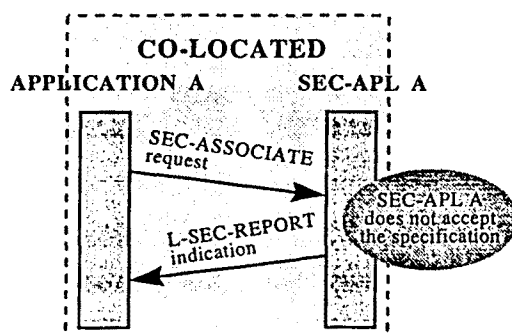 CO-LOCATED
APPLICATION A SEC-APL A
SEC-ASSOCIATE
request
SEC-APL A
does not accept
the specification
L-SEC-REPORT
indication